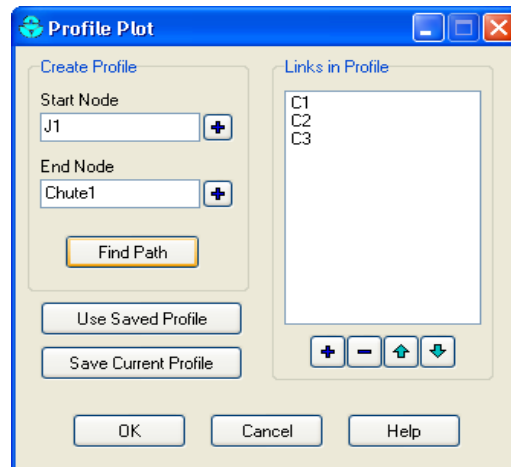 Profile Plot
Create Profile
Start Node
J1
End Node
Chute1
Find Path
Use Saved Profile
Save Current Profile
Links in Profile
C1
C2
C3
OK
Cancel
Help